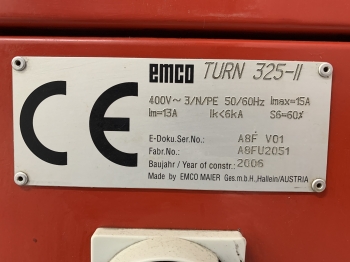 CE
emco TURN 325-II
400V~ 3/N/PE 50/60Hz Imax=15A
Im=13A Ik<6kA S6=60%
E-Doku.Ser.No.: A8F V01
Fabr.No.: A8FU2051
Baujahr / Year of constr.: 2006
Made by EMCO MAIER Ges.m.b.H.,Hallein/AUSTRIA